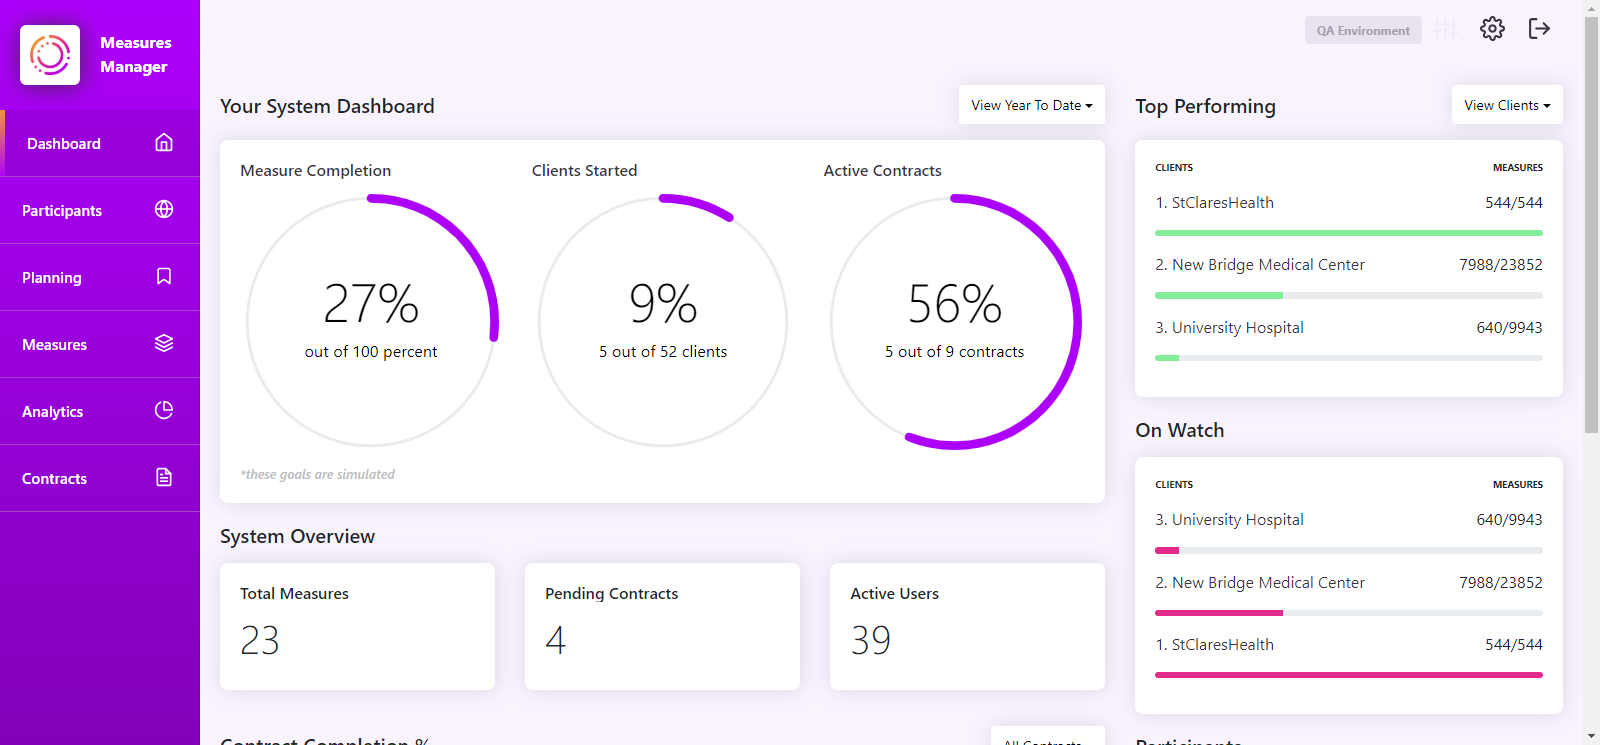 Measures
Manager
Dashboard
Participants
Planning
Measures
Analytics
Contracts
QA Environment
Your System Dashboard
View Year To Date
Measure Completion
27%
out of 100 percent
Clients Started
9%
5 out of 52 clients
Active Contracts
56%
5 out of 9 contracts
*these goals are simulated
System Overview
Total Measures
23
Pending Contracts
4
Active Users
39
Contract Completion %
All Contracts
Top Performing
View Clients
CLIENTS MEASURES
1. StClaresHealth 544/544
2. New Bridge Medical Center 7988/23852
3. University Hospital 640/9943
On Watch
CLIENTS MEASURES
3. University Hospital 640/9943
2. New Bridge Medical Center 7988/23852
1. StClaresHealth 544/544
Participants